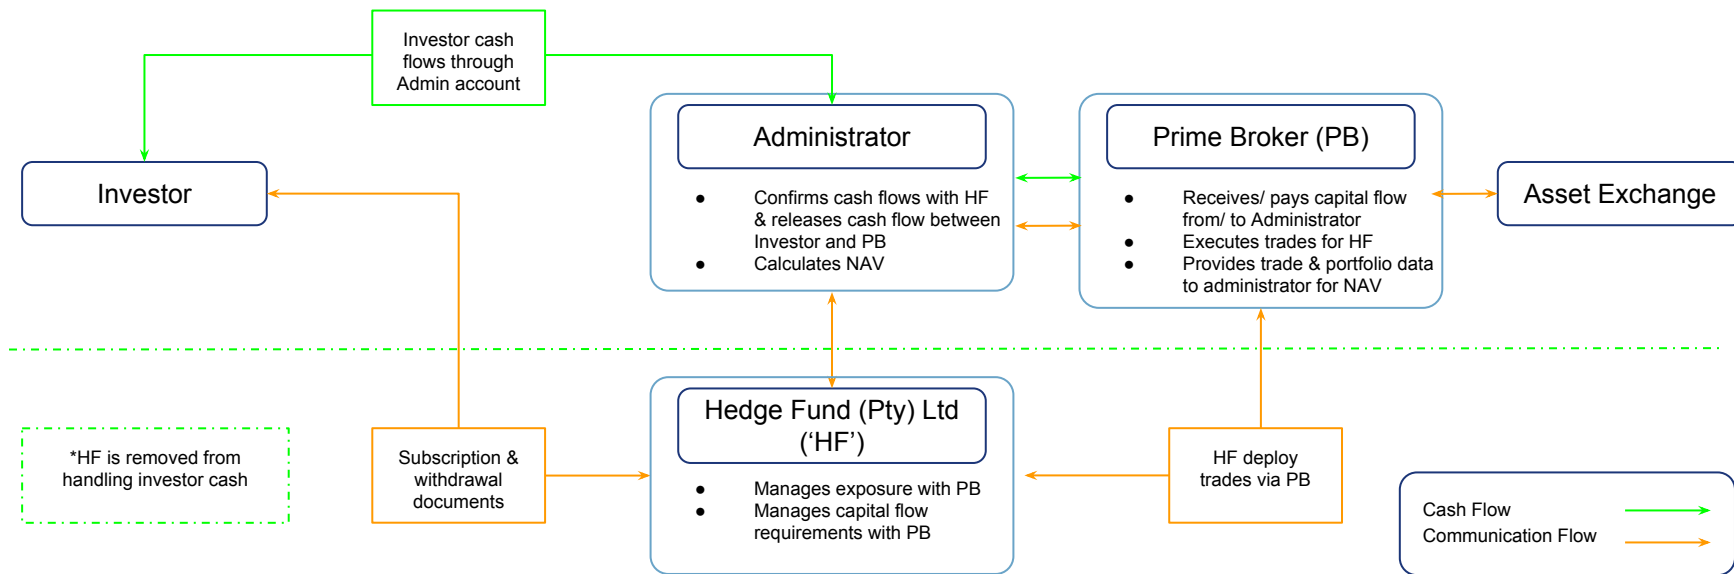 Investor cash
flows through
Admin account
Administrator
● Confirms cash flows with HF
& releases cash flow between
Investor and PB
● Calculates NAV
Prime Broker (PB)
● Receives/ pays capital flow
from/ to Administrator
● Executes trades for HF
● Provides trade & portfolio data
to administrator for NAV
Investor
Asset Exchange
*HF is removed from
handling investor cash
Subscription &
withdrawal
documents
Hedge Fund (Pty) Ltd
(‘HF’)
● Manages exposure with PB
● Manages capital flow
requirements with PB
HF deploy
trades via PB
Cash Flow
Communication Flow